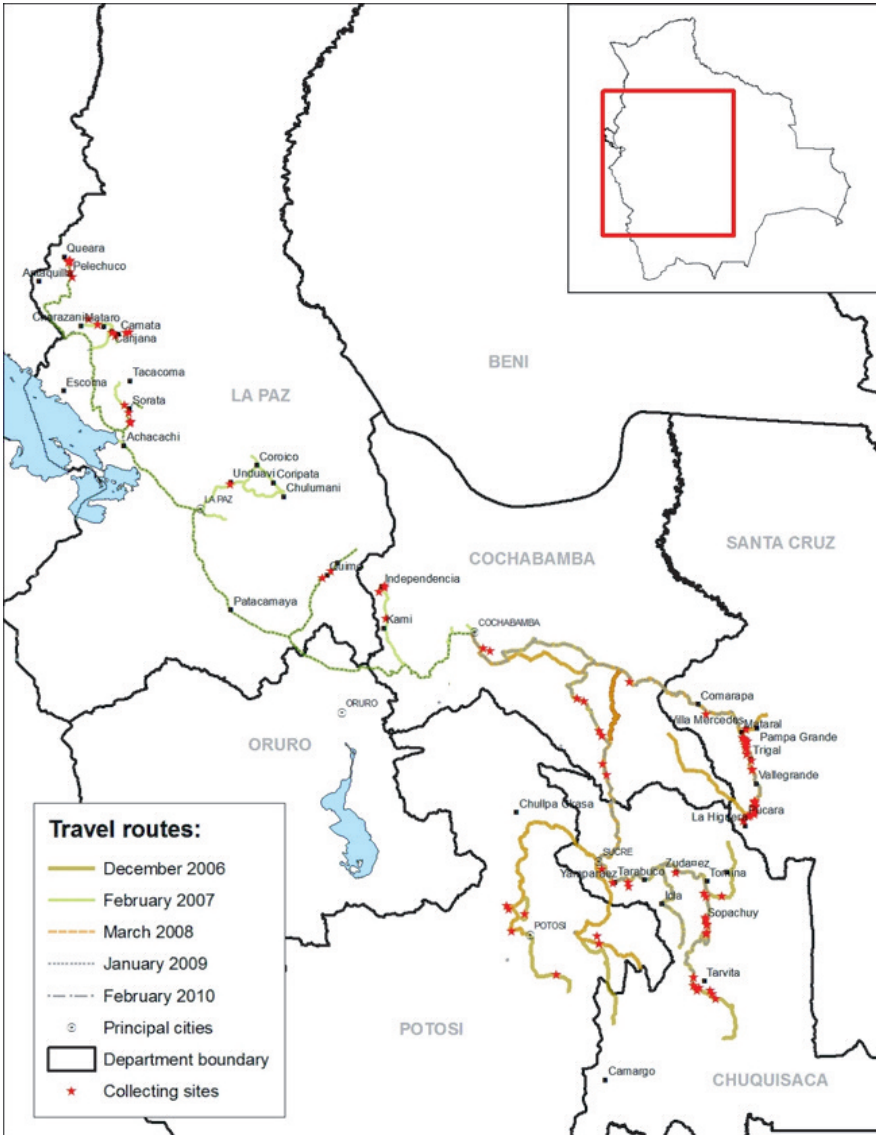 Queara
Pelechuco
Antaquilla
Charazani
Mataro
Camata
Carijana
Escoma
Tacacoma
Sorata
Achacachi
LA PAZ
BENI
Coroico
Unduavi
Coripata
Chulumani
LA PAZ
Quime
Patacamaya
Independencia
Kami
COCHABAMBA
SANTA CRUZ
COCHABAMBA
ORURO
ORURO
Comarapa
Villa Mercedes
Mataral
Pampa Grande
Trigal
Vallegrande
Pucara
La Higuera
Chullpa Ckasa
SUCRE
Yamparaez
Tarabuco
Zudanez
Tomina
Icla
Sopachuy
POTOSI
Tarvita
POTOSI
Camargo
CHUQUISACA
Travel routes:
December 2006
February 2007
March 2008
January 2009
February 2010
Principal cities
Department boundary
Collecting sites